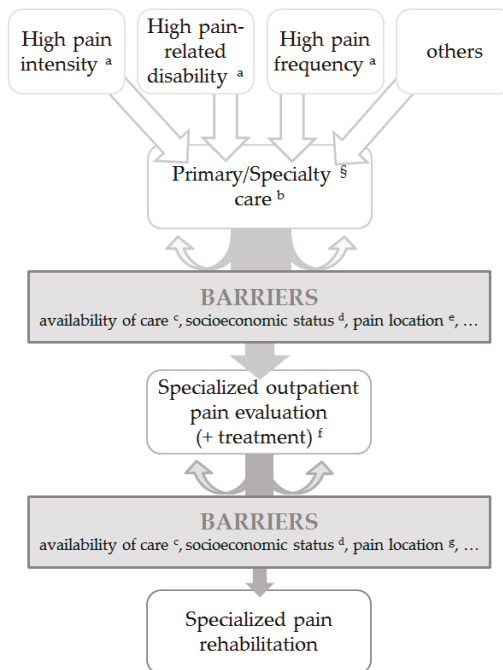 High pain
intensity ᵃ
High pain-
related
disability ᵃ
High pain
frequency ᵃ
others
Primary/Specialty §
care ᵇ
BARRIERS
availability of care ᶜ, socioeconomic status ᵈ, pain location ᵉ, …
Specialized outpatient
pain evaluation
(+ treatment) ᶠ
BARRIERS
availability of care ᶜ, socioeconomic status ᵈ, pain location ᵍ, …
Specialized pain
rehabilitation